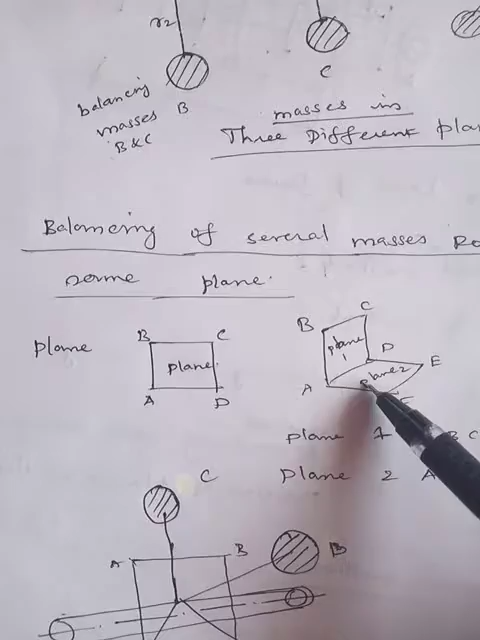 r2
balancing
masses B
B & C
C
masses in
Three Different plan
Balancing of several masses Ro
same plane.
plane
B C
plane
A D
B C
plane
1
D E
plane 2
A F
plane 1 B C
plane 2 A
C
A B B